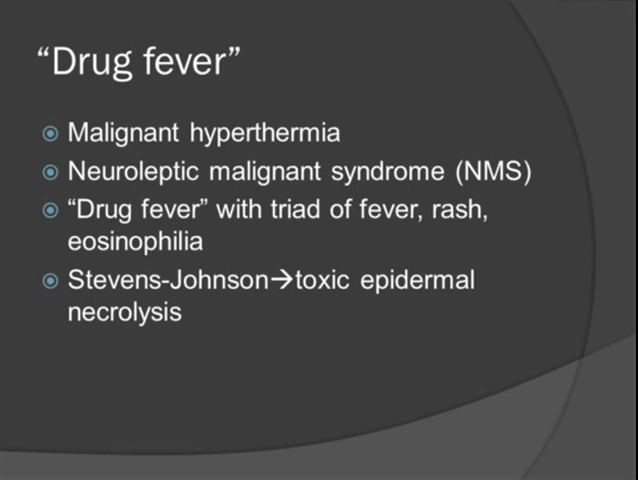 “Drug fever”
Malignant hyperthermia
Neuroleptic malignant syndrome (NMS)
“Drug fever” with triad of fever, rash,
eosinophilia
Stevens-Johnson→toxic epidermal
necrolysis